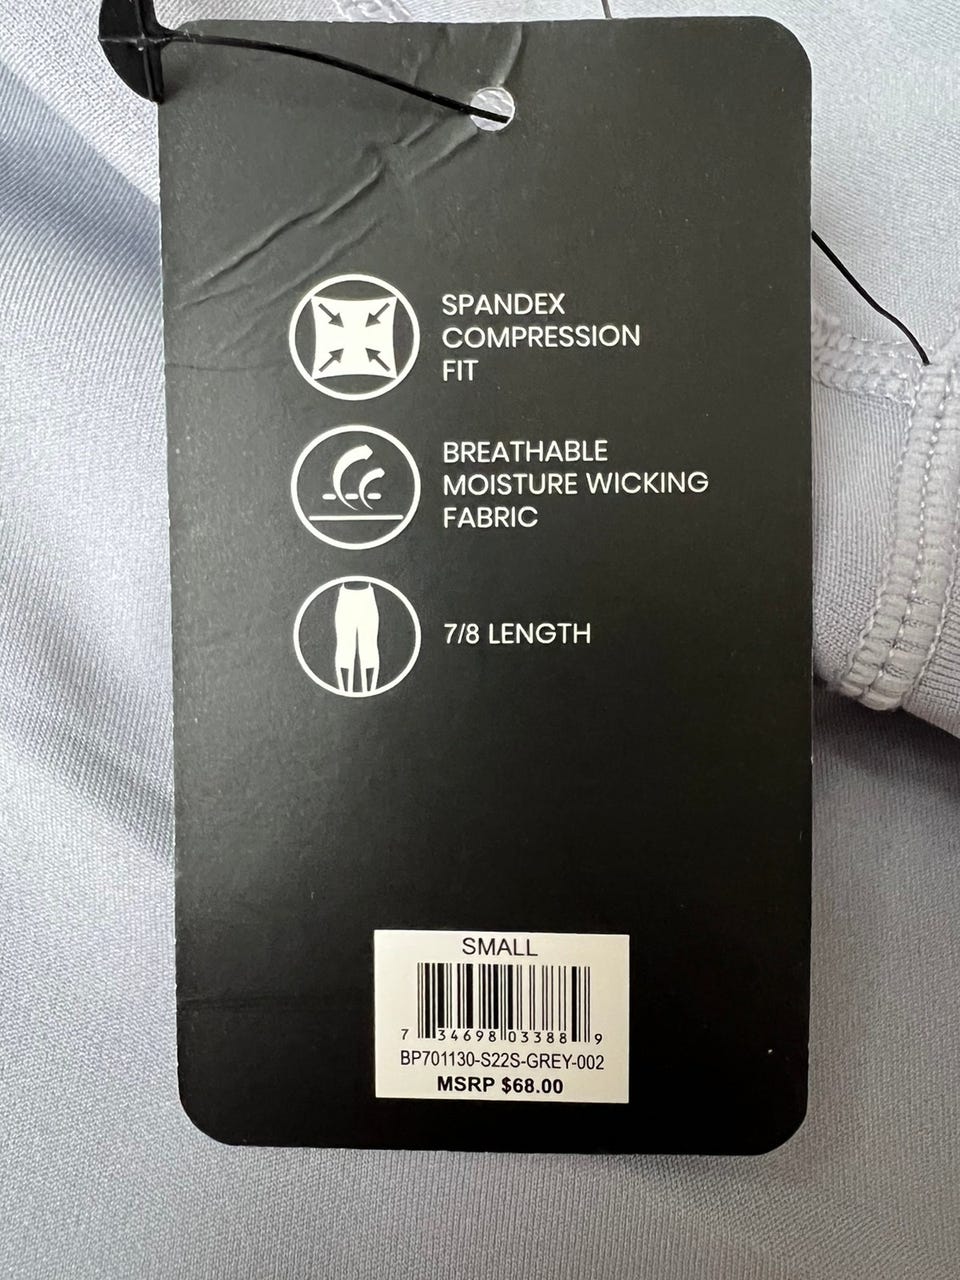 SPANDEX
COMPRESSION
FIT
BREATHABLE
MOISTURE WICKING
FABRIC
7/8 LENGTH
SMALL
7 34698 03388 9
BP701130-S22S-GREY-002
MSRP $68.00